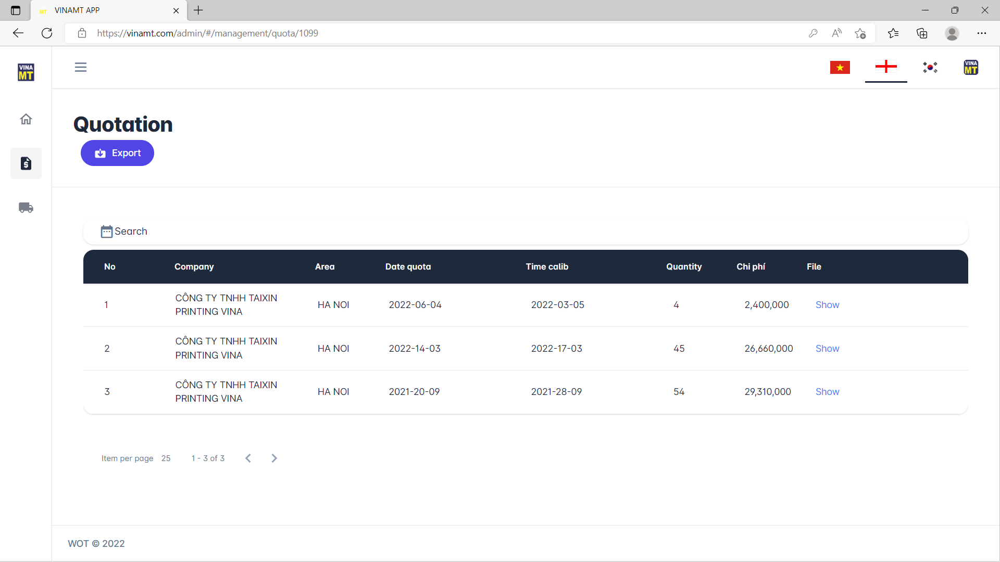 VINAMT APP
https://vinamt.com/admin/#/management/quota/1099
VINA
MT
VINA
MT
Quotation
Export
Search
No Company Area Date quota Time calib Quantity Chi phí File
1 CÔNG TY TNHH TAIXIN PRINTING VINA HA NOI 2022-06-04 2022-03-05 4 2,400,000 Show
2 CÔNG TY TNHH TAIXIN PRINTING VINA HA NOI 2022-14-03 2022-17-03 45 26,660,000 Show
3 CÔNG TY TNHH TAIXIN PRINTING VINA HA NOI 2021-20-09 2021-28-09 54 29,310,000 Show
Item per page 25 1 - 3 of 3
WOT © 2022